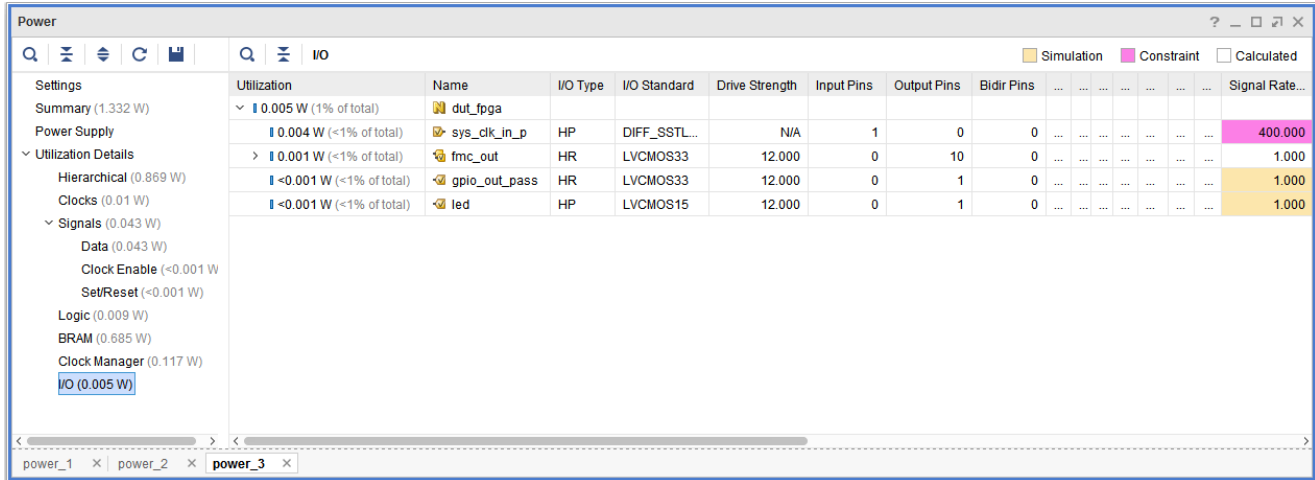 Power
I/O
Simulation Constraint Calculated
Settings
Summary (1.332 W)
Power Supply
Utilization Details
Hierarchical (0.869 W)
Clocks (0.01 W)
Signals (0.043 W)
Data (0.043 W)
Clock Enable (<0.001 W
Set/Reset (<0.001 W)
Logic (0.009 W)
BRAM (0.685 W)
Clock Manager (0.117 W)
I/O (0.005 W)
Utilization Name I/O Type I/O Standard Drive Strength Input Pins Output Pins Bidir Pins ... ... ... ... ... ... ... Signal Rate...
0.005 W (1% of total) dut_fpga
0.004 W (<1% of total) sys_clk_in_p HP DIFF_SSTL... N/A 1 0 0 ... ... ... ... ... ... ... 400.000
0.001 W (<1% of total) fmc_out HR LVCMOS33 12.000 0 10 0 ... ... ... ... ... ... ... 1.000
<0.001 W (<1% of total) gpio_out_pass HR LVCMOS33 12.000 0 1 0 ... ... ... ... ... ... ... 1.000
<0.001 W (<1% of total) led HP LVCMOS15 12.000 0 1 0 ... ... ... ... ... ... ... 1.000
power_1 power_2 power_3